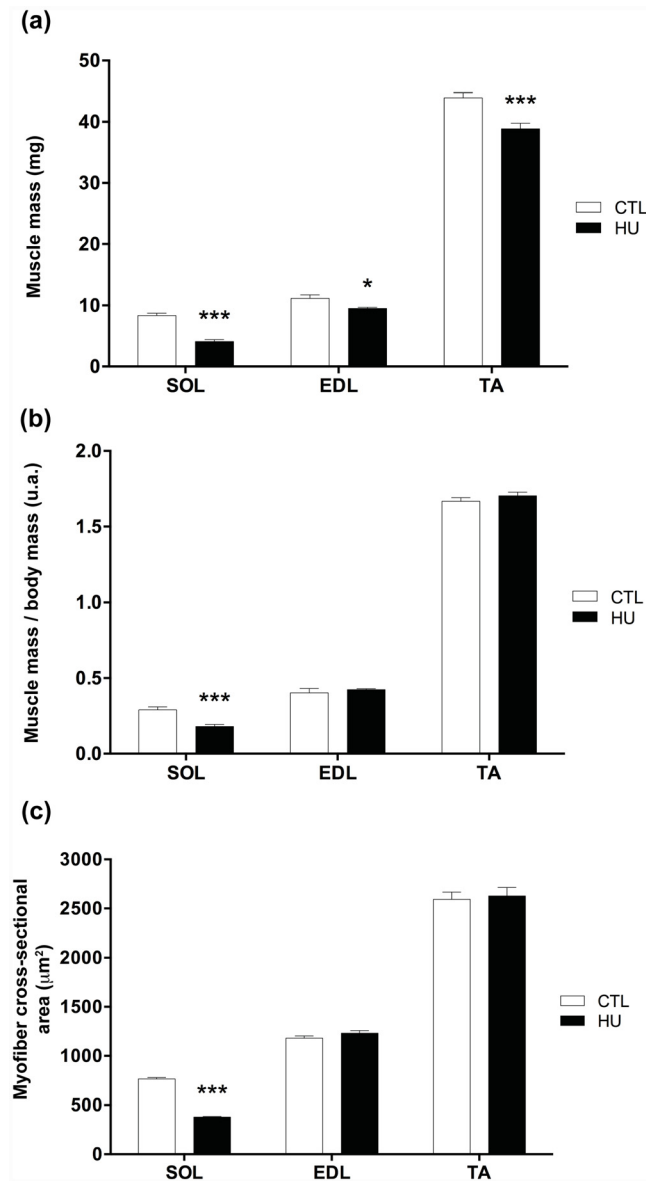 (a)
Muscle mass (mg)
50
40
30
20
10
0
***
*
***
SOL EDL TA
CTL
HU
(b)
Muscle mass / body mass (u.a.)
2.0
1.5
1.0
0.5
0.0
***
SOL EDL TA
CTL
HU
(c)
Myofiber cross-sectional
area (μm²)
3000
2500
2000
1500
1000
500
0
***
SOL EDL TA
CTL
HU